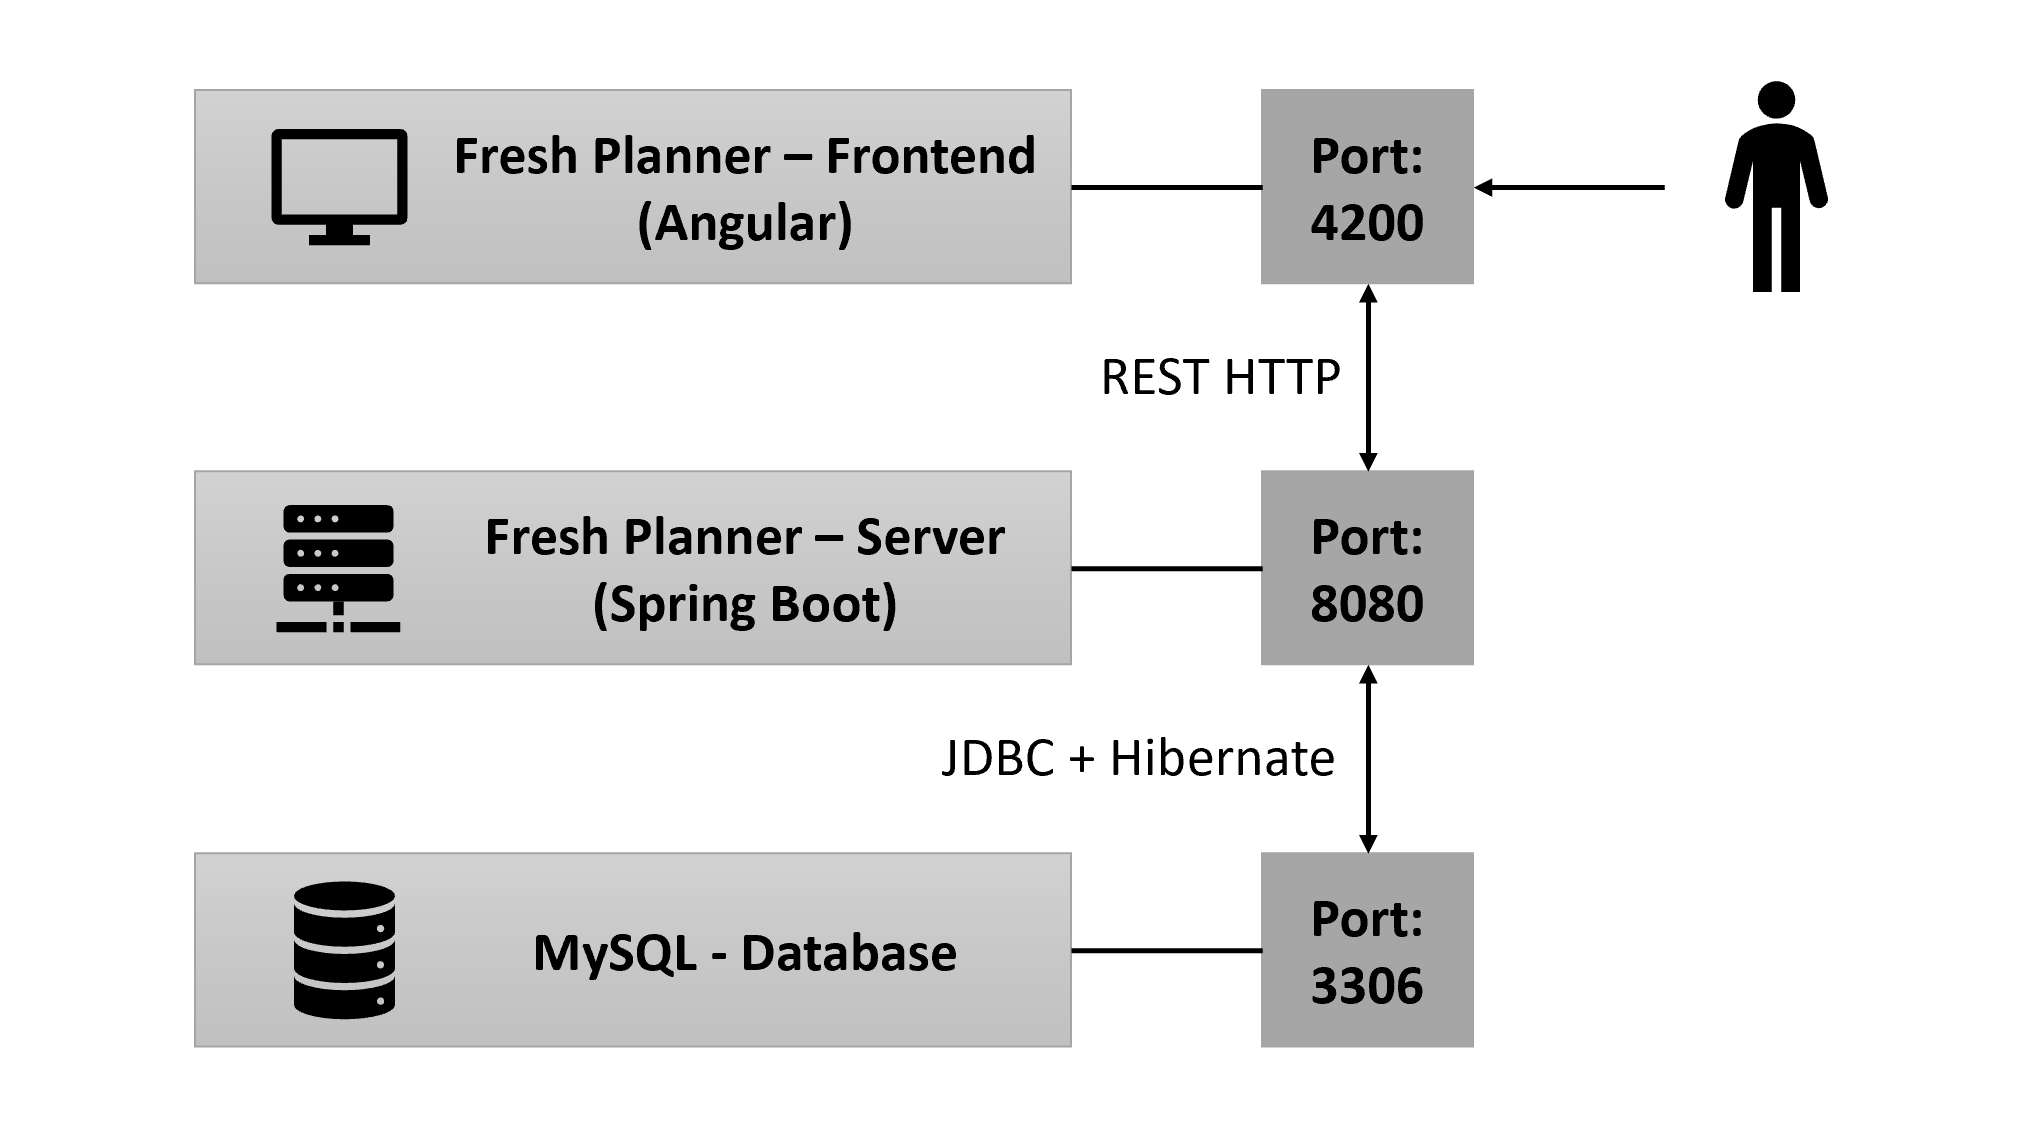 Fresh Planner – Frontend
(Angular)
Port:
4200
REST HTTP
Fresh Planner – Server
(Spring Boot)
Port:
8080
JDBC + Hibernate
MySQL - Database
Port:
3306